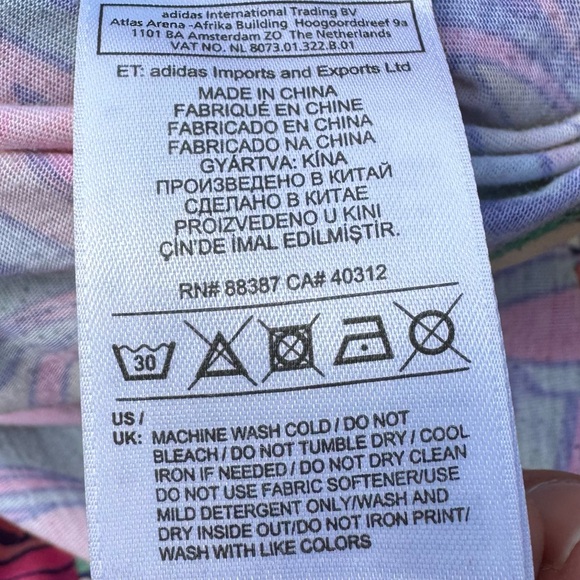 adidas International Trading BV
Atlas Arena -Afrika Building Hoogoorddreef 9a
1101 BA Amsterdam ZO The Netherlands
VAT NO. NL 8073.01.322.B.01
ET: adidas Imports and Exports Ltd
MADE IN CHINA
FABRIQUÉ EN CHINE
FABRICADO EN CHINA
FABRICADO NA CHINA
GYÁRTVA: KÍNA
ПРОИЗВЕДЕНО В КИТАЙ
СДЕЛАНО В КИТАЕ
PROIZVEDENO U KINI
ÇİN'DE İMAL EDİLMİŞTİR.
RN# 88387 CA# 40312
30
US /
UK: MACHINE WASH COLD / DO NOT
BLEACH / DO NOT TUMBLE DRY / COOL
IRON IF NEEDED / DO NOT DRY CLEAN
DO NOT USE FABRIC SOFTENER/USE
MILD DETERGENT ONLY/WASH AND
DRY INSIDE OUT/DO NOT IRON PRINT/
WASH WITH LIKE COLORS